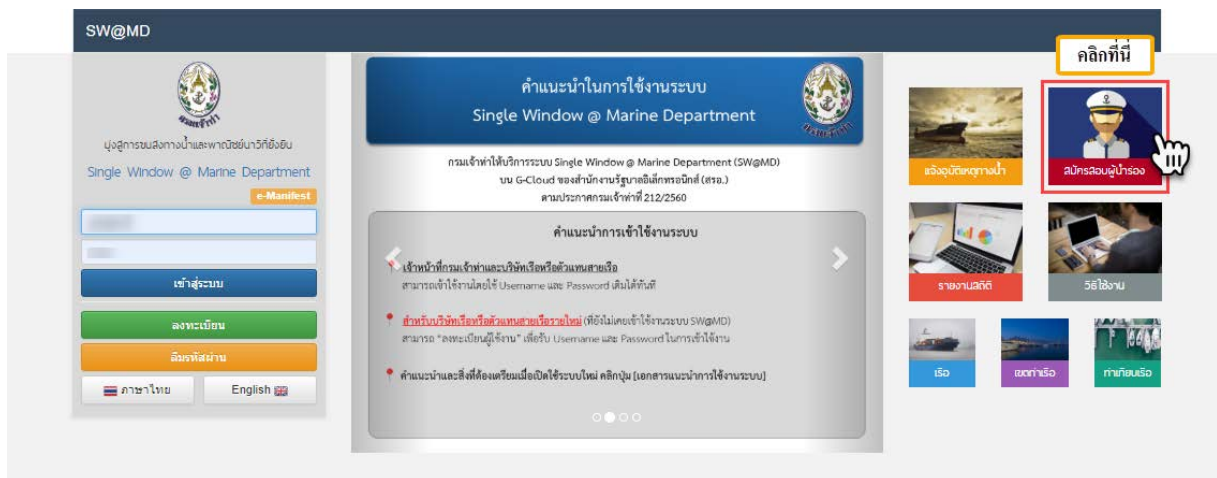 SW@MD
คลิกที่นี่
กรมเจ้าท่า
มุ่งสู่การขนส่งทางน้ำและพาณิชย์นาวีที่ยั่งยืน
Single Window @ Marine Department
e-Manifest
เข้าสู่ระบบ
ลงทะเบียน
ลืมรหัสผ่าน
ภาษาไทย
English
คำแนะนำในการใช้งานระบบ
Single Window @ Marine Department
กรมเจ้าท่าให้บริการระบบ Single Window @ Marine Department (SW@MD)
บน G-Cloud ของสำนักงานรัฐบาลอิเล็กทรอนิกส์ (สรอ.)
ตามประกาศกรมเจ้าท่าที่ 212/2560
คำแนะนำการเข้าใช้งานระบบ
เจ้าหน้าที่กรมเจ้าท่าและบริษัทเรือหรือตัวแทนสายเรือ
สามารถเข้าใช้งานโดยใช้ Username และ Password เดิมได้ทันที
สำหรับบริษัทเรือหรือตัวแทนสายเรือรายใหม่ (ที่ยังไม่เคยเข้าใช้งานระบบ SW@MD)
สามารถ "ลงทะเบียนผู้ใช้งาน" เพื่อรับ Username และ Password ในการเข้าใช้งาน
คำแนะนำและสิ่งที่ต้องเตรียมเมื่อเปิดใช้ระบบใหม่ คลิกปุ่ม [เอกสารแนะนำการใช้งานระบบ]
แจ้งอุบัติเหตุทางน้ำ
สมัครสอบผู้นำร่อง
รายงานสถิติ
วิธีใช้งาน
เรือ
เขตท่าเรือ
ท่าเทียบเรือ